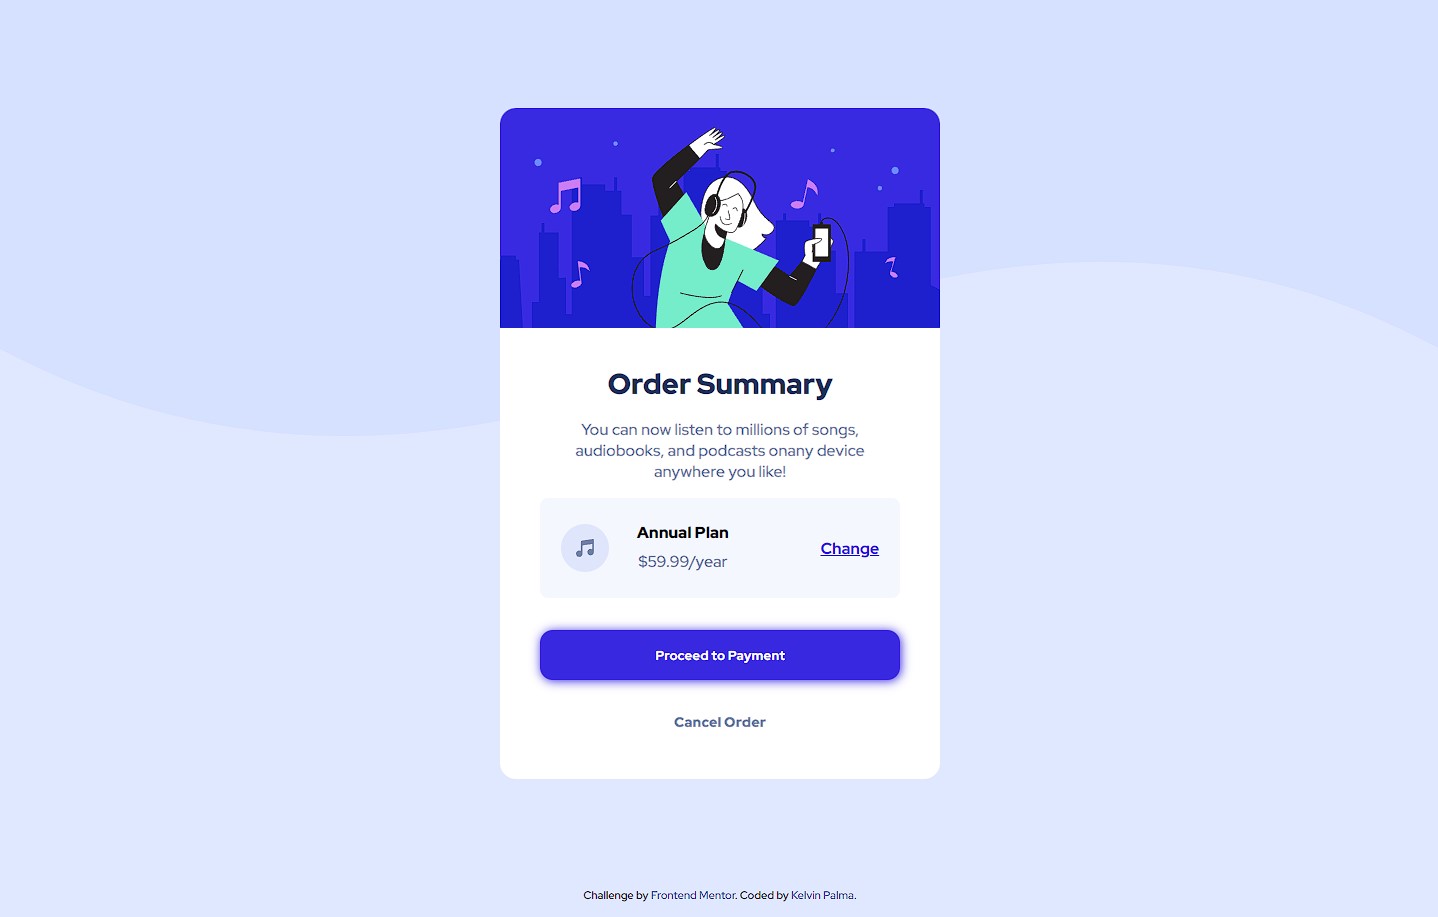 Order Summary
You can now listen to millions of songs,
audiobooks, and podcasts onany device
anywhere you like!
Annual Plan
$59.99/year
Change
Proceed to Payment
Cancel Order
Challenge by Frontend Mentor. Coded by Kelvin Palma.